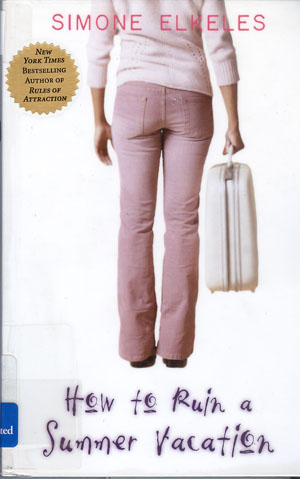 SIMONE ELKELES
NEW
YORK TIMES
BESTSELLING
AUTHOR OF
RULES OF
ATTRACTION
How to Ruin a
Summer Vacation